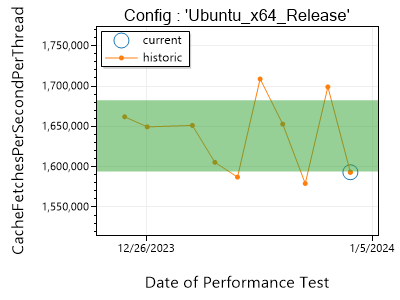 Config : 'Ubuntu_x64_Release'
CacheFetchesPerSecondPerThread
current
historic
1,750,000
1,700,000
1,650,000
1,600,000
1,550,000
12/26/2023
1/5/2024
Date of Performance Test